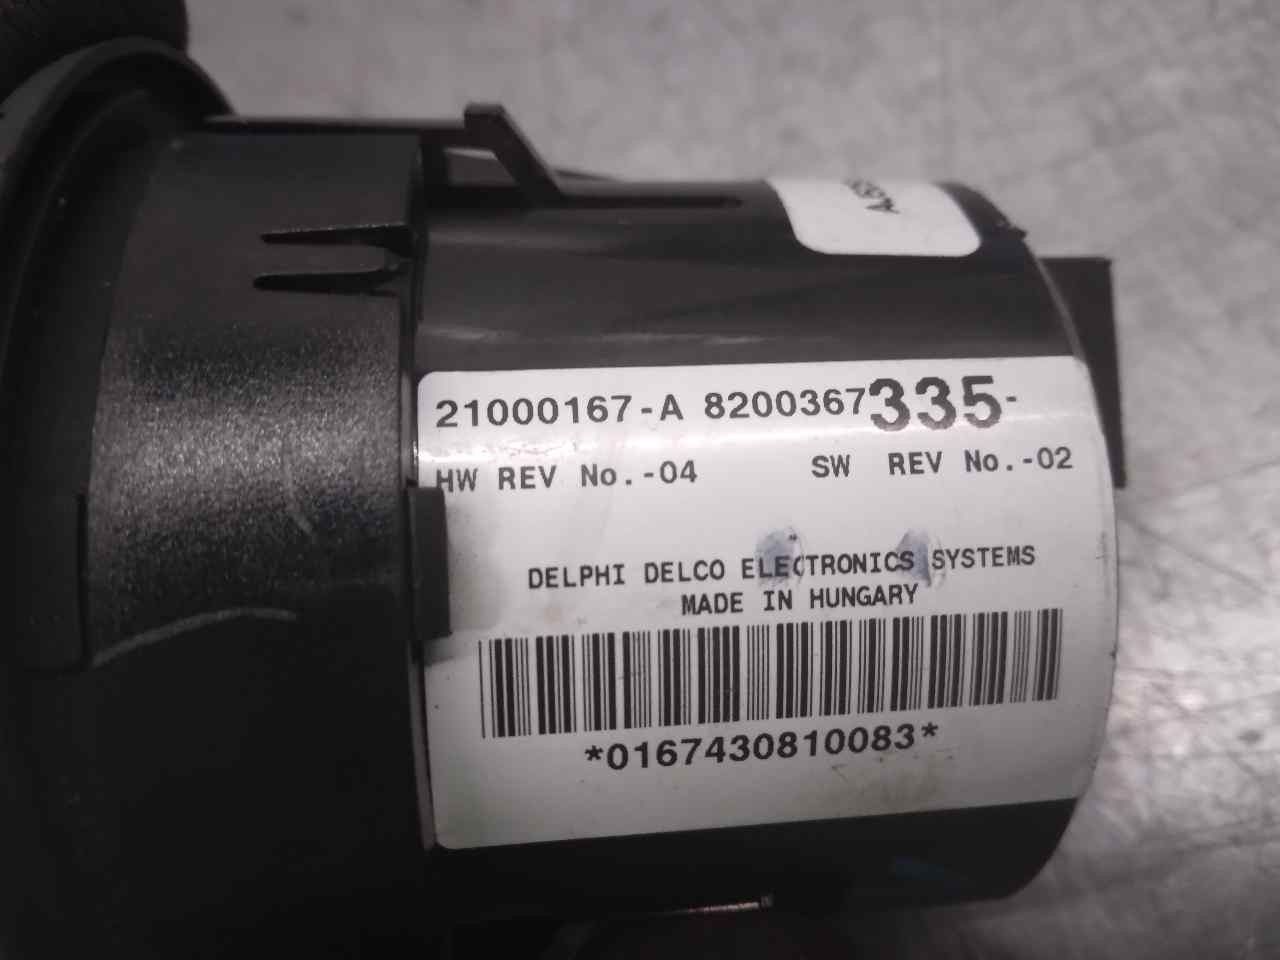 21000167-A 8200367335-
HW REV No.-04 SW REV No.-02
DELPHI DELCO ELECTRONICS SYSTEMS
MADE IN HUNGARY
*0167430810083*